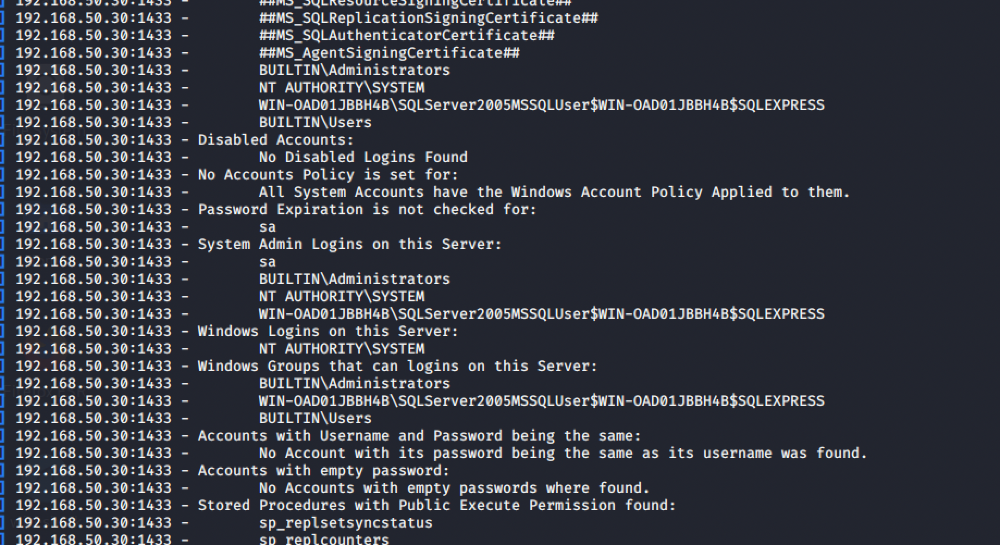 192.168.50.30:1433 - ##MS_SQLResourceSigningCertificate##
192.168.50.30:1433 - ##MS_SQLReplicationSigningCertificate##
192.168.50.30:1433 - ##MS_SQLAuthenticatorCertificate##
192.168.50.30:1433 - ##MS_AgentSigningCertificate##
192.168.50.30:1433 - BUILTIN\Administrators
192.168.50.30:1433 - NT AUTHORITY\SYSTEM
192.168.50.30:1433 - WIN-OAD01JBBH4B\SQLServer2005MSSQLUser$WIN-OAD01JBBH4B$SQLEXPRESS
192.168.50.30:1433 - BUILTIN\Users
192.168.50.30:1433 - Disabled Accounts:
192.168.50.30:1433 - No Disabled Logins Found
192.168.50.30:1433 - No Accounts Policy is set for:
192.168.50.30:1433 - All System Accounts have the Windows Account Policy Applied to them.
192.168.50.30:1433 - Password Expiration is not checked for:
192.168.50.30:1433 - sa
192.168.50.30:1433 - System Admin Logins on this Server:
192.168.50.30:1433 - sa
192.168.50.30:1433 - BUILTIN\Administrators
192.168.50.30:1433 - NT AUTHORITY\SYSTEM
192.168.50.30:1433 - WIN-OAD01JBBH4B\SQLServer2005MSSQLUser$WIN-OAD01JBBH4B$SQLEXPRESS
192.168.50.30:1433 - Windows Logins on this Server:
192.168.50.30:1433 - NT AUTHORITY\SYSTEM
192.168.50.30:1433 - Windows Groups that can logins on this Server:
192.168.50.30:1433 - BUILTIN\Administrators
192.168.50.30:1433 - WIN-OAD01JBBH4B\SQLServer2005MSSQLUser$WIN-OAD01JBBH4B$SQLEXPRESS
192.168.50.30:1433 - BUILTIN\Users
192.168.50.30:1433 - Accounts with Username and Password being the same:
192.168.50.30:1433 - No Account with its password being the same as its username was found.
192.168.50.30:1433 - Accounts with empty password:
192.168.50.30:1433 - No Accounts with empty passwords where found.
192.168.50.30:1433 - Stored Procedures with Public Execute Permission found:
192.168.50.30:1433 - sp_replsetsyncstatus
192.168.50.30:1433 - sp_replcounters